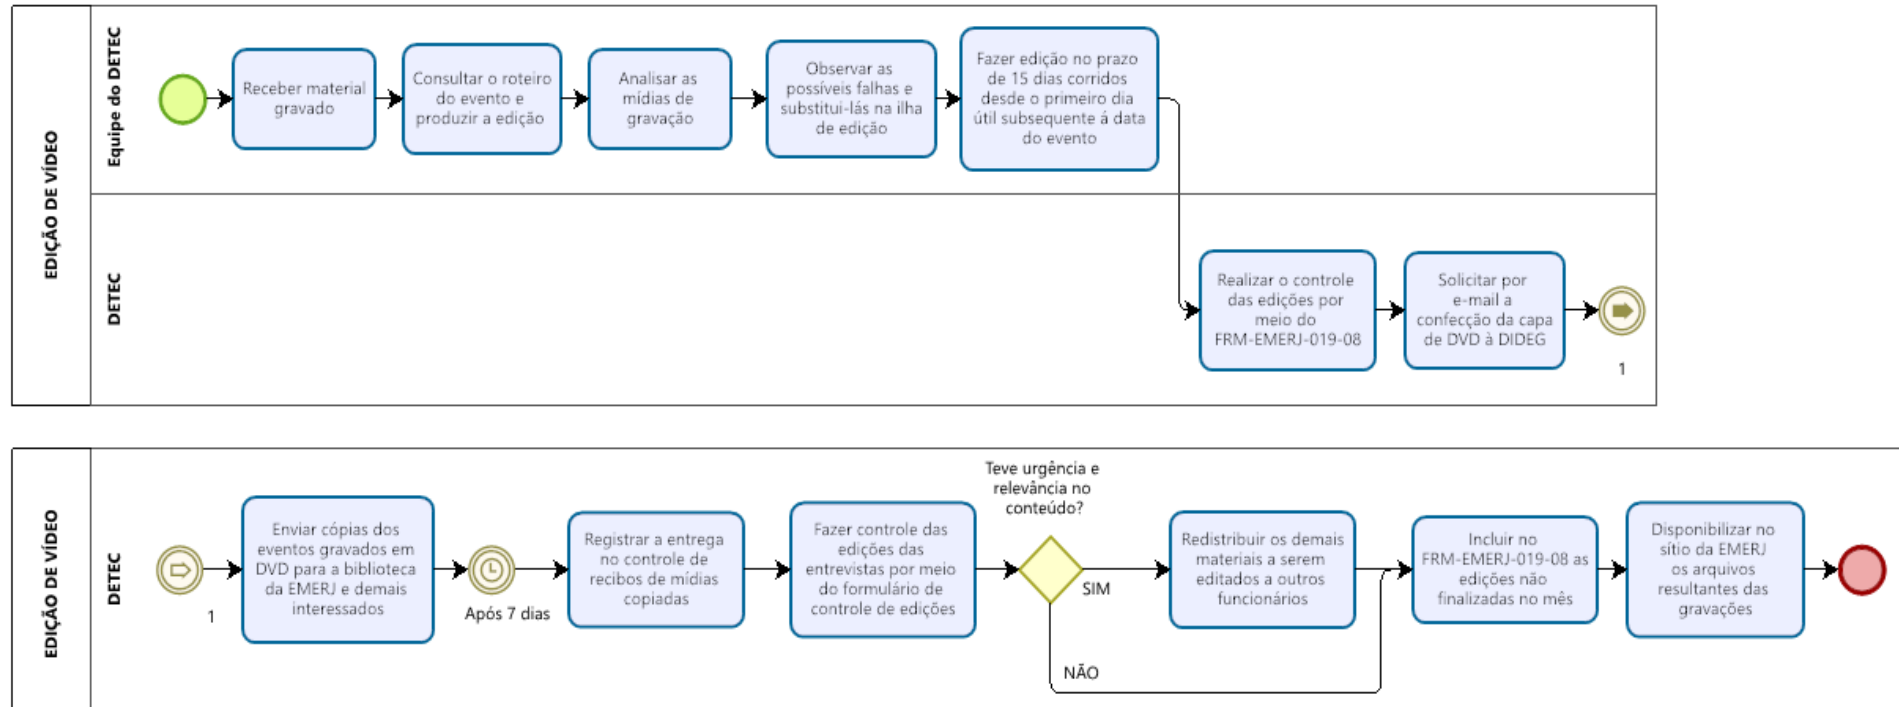 EDIÇÃO DE VÍDEO
Equipe do DETEC
Receber material
gravado
Consultar o roteiro
do evento e
produzir a edição
Analisar as
mídias de
gravação
Observar as
possíveis falhas e
substitui-lás na ilha
de edição
Fazer edição no prazo
de 15 dias corridos
desde o primeiro dia
útil subsequente á data
do evento
DETEC
Realizar o controle
das edições por
meio do
FRM-EMERJ-019-08
Solicitar por
e-mail a
confecção da capa
de DVD à DIDEG
1
EDIÇÃO DE VÍDEO
DETEC
1
Enviar cópias dos
eventos gravados em
DVD para a biblioteca
da EMERJ e demais
interessados
Após 7 dias
Registrar a entrega
no controle de
recibos de mídias
copiadas
Fazer controle das
edições das
entrevistas por meio
do formulário de
controle de edições
Teve urgência e
relevância no
conteúdo?
SIM
NÃO
Redistribuir os demais
materiais a serem
editados a outros
funcionários
Incluir no
FRM-EMERJ-019-08 as
edições não
finalizadas no mês
Disponibilizar no
sítio da EMERJ
os arquivos
resultantes das
gravações